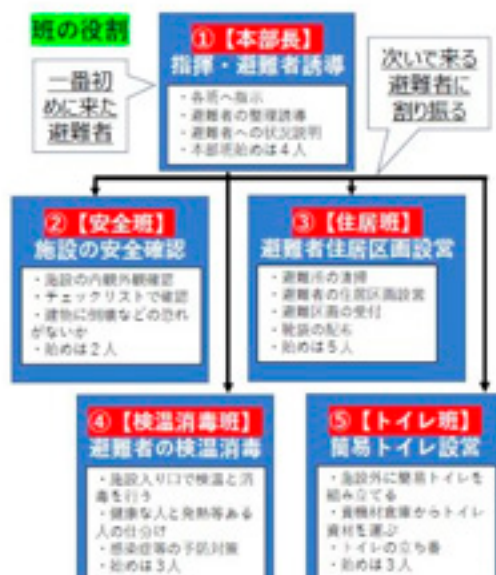 班の役割
一番初
めに来た
避難者
①【本部長】
指揮・避難者誘導
・各班へ指示
・避難者の整理誘導
・避難者への状況説明
・本部班始めは4人
次いで来る
避難者に
割り振る
②【安全班】
施設の安全確認
・施設の内観外観確認
・チェックリストで確認
・建物に倒壊などの恐れ
がないか
・始めは2人
③【住居班】
避難者住居区画設営
・避難所の清掃
・避難者の住居区画設営
・避難区画の受付
・靴袋の配布
・始めは5人
④【検温消毒班】
避難者の検温消毒
・施設入り口で検温と消
毒を行う
・健康な人と発熱等ある
人の仕分け
・感染症等の予防対策
・始めは3人
⑤【トイレ班】
簡易トイレ設営
・施設外に簡易トイレを
組み立てる
・資機材倉庫からトイレ
資材を運ぶ
・トイレの立ち番
・始めは3人